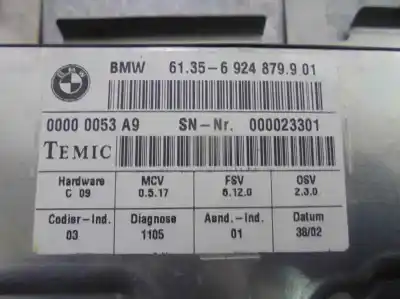 BMW 61.35-6 924 879.9 01
0000 0053 A9 SN-Nr. 000023301
TEMIC
Hardware MCV FSV OSV
C 09 0.5.17 8.12.0 2.3.0
Codier-Ind. Diagnose Aend.-Ind. Datum
03 1105 01 38/02